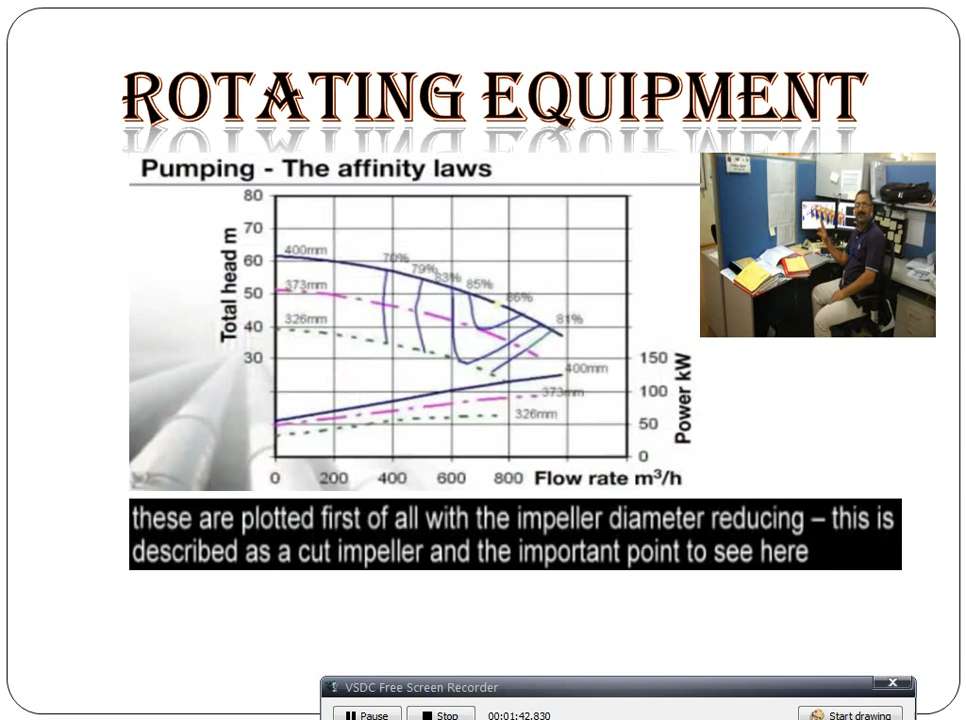 ROTATING EQUIPMENT
Pumping - The affinity laws
80
70
60
50
40
30
Total head m
400mm
373mm
326mm
70%
79%
83%
85%
86%
81%
400mm
373mm
326mm
150
100
50
0
Power kW
0 200 400 600 800 Flow rate m³/h
these are plotted first of all with the impeller diameter reducing – this is
described as a cut impeller and the important point to see here
VSDC Free Screen Recorder
Pause Stop 00:01:42.830 Start drawing